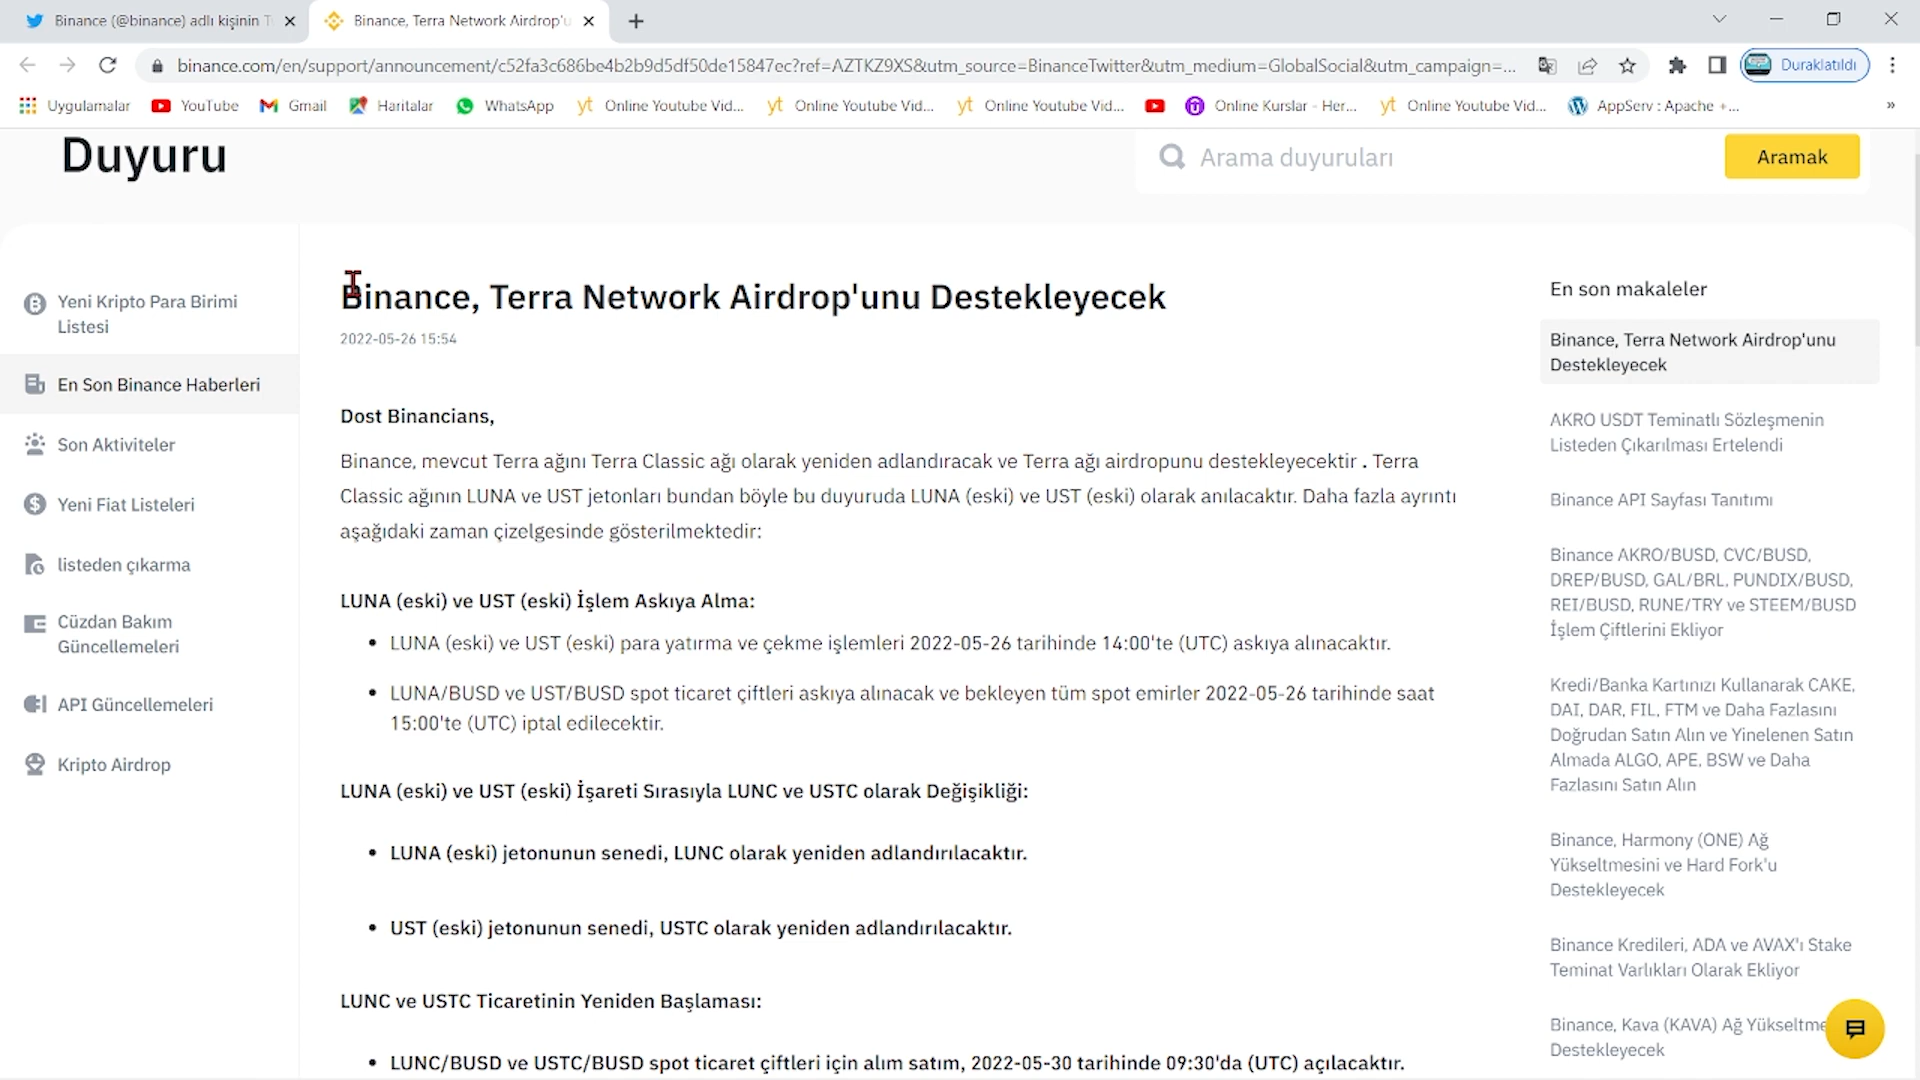 Binance (@binance) adlı kişinin T
Binance, Terra Network Airdrop'u
binance.com/en/support/announcement/c52fa3c686be4b2b9d5df50de15847ec?ref=AZTKZ9XS&utm_source=BinanceTwitter&utm_medium=GlobalSocial&utm_campaign=...
Duraklatıldı
Uygulamalar
YouTube
Gmail
Haritalar
WhatsApp
Online Youtube Vid...
Online Youtube Vid...
Online Youtube Vid...
Online Kurslar - Her...
Online Youtube Vid...
AppServ : Apache +...
»
Duyuru
Arama duyuruları
Aramak
Yeni Kripto Para Birimi
Listesi
En Son Binance Haberleri
Son Aktiviteler
Yeni Fiat Listeleri
listeden çıkarma
Cüzdan Bakım
Güncellemeleri
API Güncellemeleri
Kripto Airdrop
Binance, Terra Network Airdrop'unu Destekleyecek
2022-05-26 15:54
Dost Binancians,
Binance, mevcut Terra ağını Terra Classic ağı olarak yeniden adlandıracak ve Terra ağı airdropunu destekleyecektir . Terra
Classic ağının LUNA ve UST jetonları bundan böyle bu duyuruda LUNA (eski) ve UST (eski) olarak anılacaktır. Daha fazla ayrıntı
aşağıdaki zaman çizelgesinde gösterilmektedir:
LUNA (eski) ve UST (eski) İşlem Askıya Alma:
• LUNA (eski) ve UST (eski) para yatırma ve çekme işlemleri 2022-05-26 tarihinde 14:00'te (UTC) askıya alınacaktır.
• LUNA/BUSD ve UST/BUSD spot ticaret çiftleri askıya alınacak ve bekleyen tüm spot emirler 2022-05-26 tarihinde saat
15:00'te (UTC) iptal edilecektir.
LUNA (eski) ve UST (eski) İşareti Sırasıyla LUNC ve USTC olarak Değişikliği:
• LUNA (eski) jetonunun senedi, LUNC olarak yeniden adlandırılacaktır.
• UST (eski) jetonunun senedi, USTC olarak yeniden adlandırılacaktır.
LUNC ve USTC Ticaretinin Yeniden Başlaması:
• LUNC/BUSD ve USTC/BUSD spot ticaret çiftleri için alım satım, 2022-05-30 tarihinde 09:30'da (UTC) açılacaktır.
En son makaleler
Binance, Terra Network Airdrop'unu
Destekleyecek
AKRO USDT Teminatlı Sözleşmenin
Listeden Çıkarılması Ertelendi
Binance API Sayfası Tanıtımı
Binance AKRO/BUSD, CVC/BUSD,
DREP/BUSD, GAL/BRL, PUNDIX/BUSD,
REI/BUSD, RUNE/TRY ve STEEM/BUSD
İşlem Çiftlerini Ekliyor
Kredi/Banka Kartınızı Kullanarak CAKE,
DAI, DAR, FIL, FTM ve Daha Fazlasını
Doğrudan Satın Alın ve Yinelenen Satın
Almada ALGO, APE, BSW ve Daha
Fazlasını Satın Alın
Binance, Harmony (ONE) Ağ
Yükseltmesini ve Hard Fork'u
Destekleyecek
Binance Kredileri, ADA ve AVAX'ı Stake
Teminat Varlıkları Olarak Ekliyor
Binance, Kava (KAVA) Ağ Yükseltme
Destekleyecek